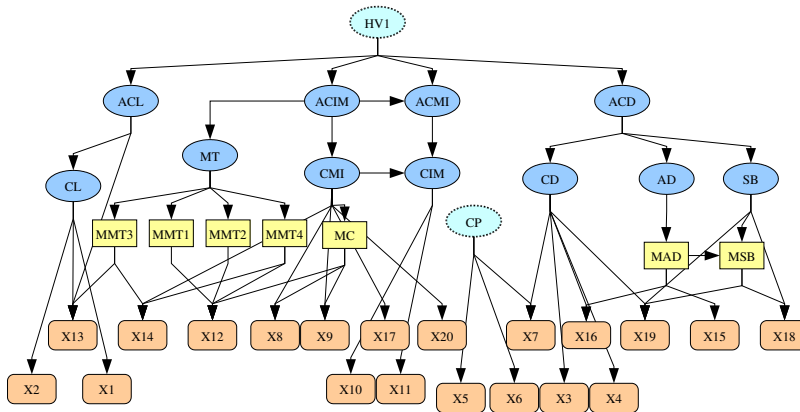 HV1
ACL
ACIM
ACMI
ACD
MT
CL
CMI
CIM
CD
AD
SB
CP
MMT3
MMT1
MMT2
MMT4
MC
MAD
MSB
X13
X14
X12
X8
X9
X17
X20
X7
X16
X19
X15
X18
X2
X1
X10
X11
X5
X6
X3
X4